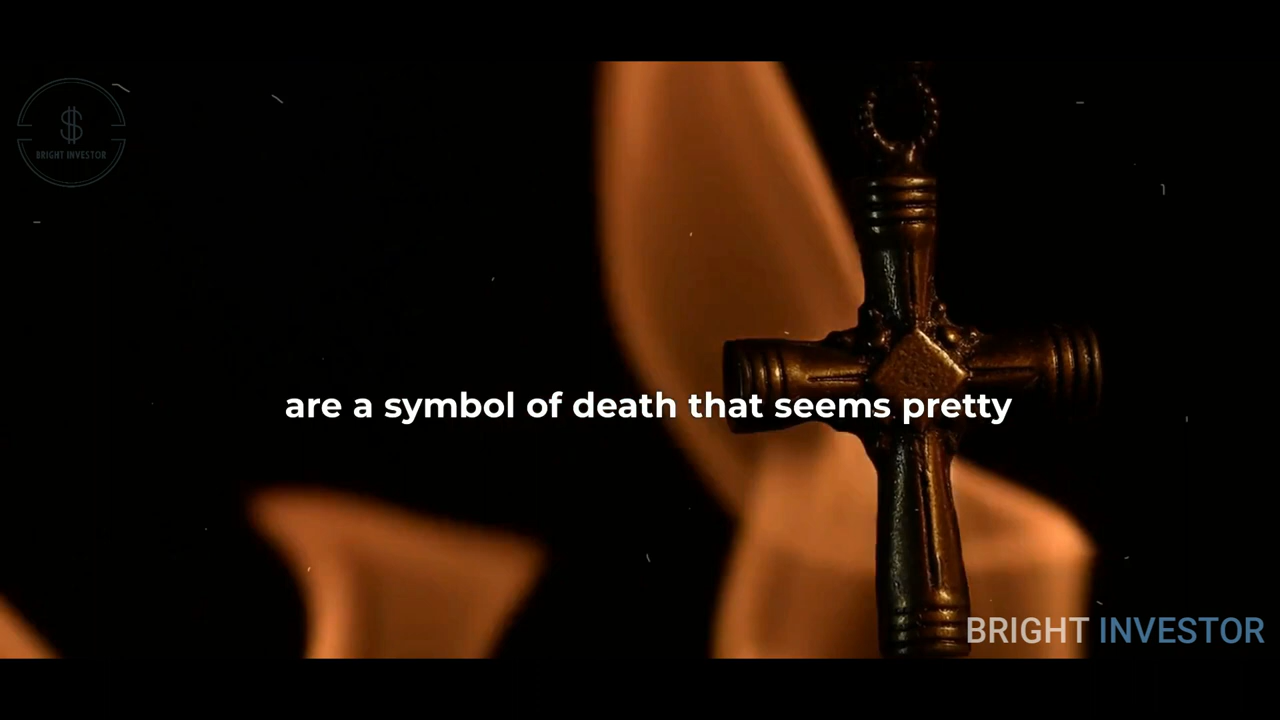 $
BRIGHT INVESTOR
are a symbol of death that seems pretty
BRIGHT INVESTOR